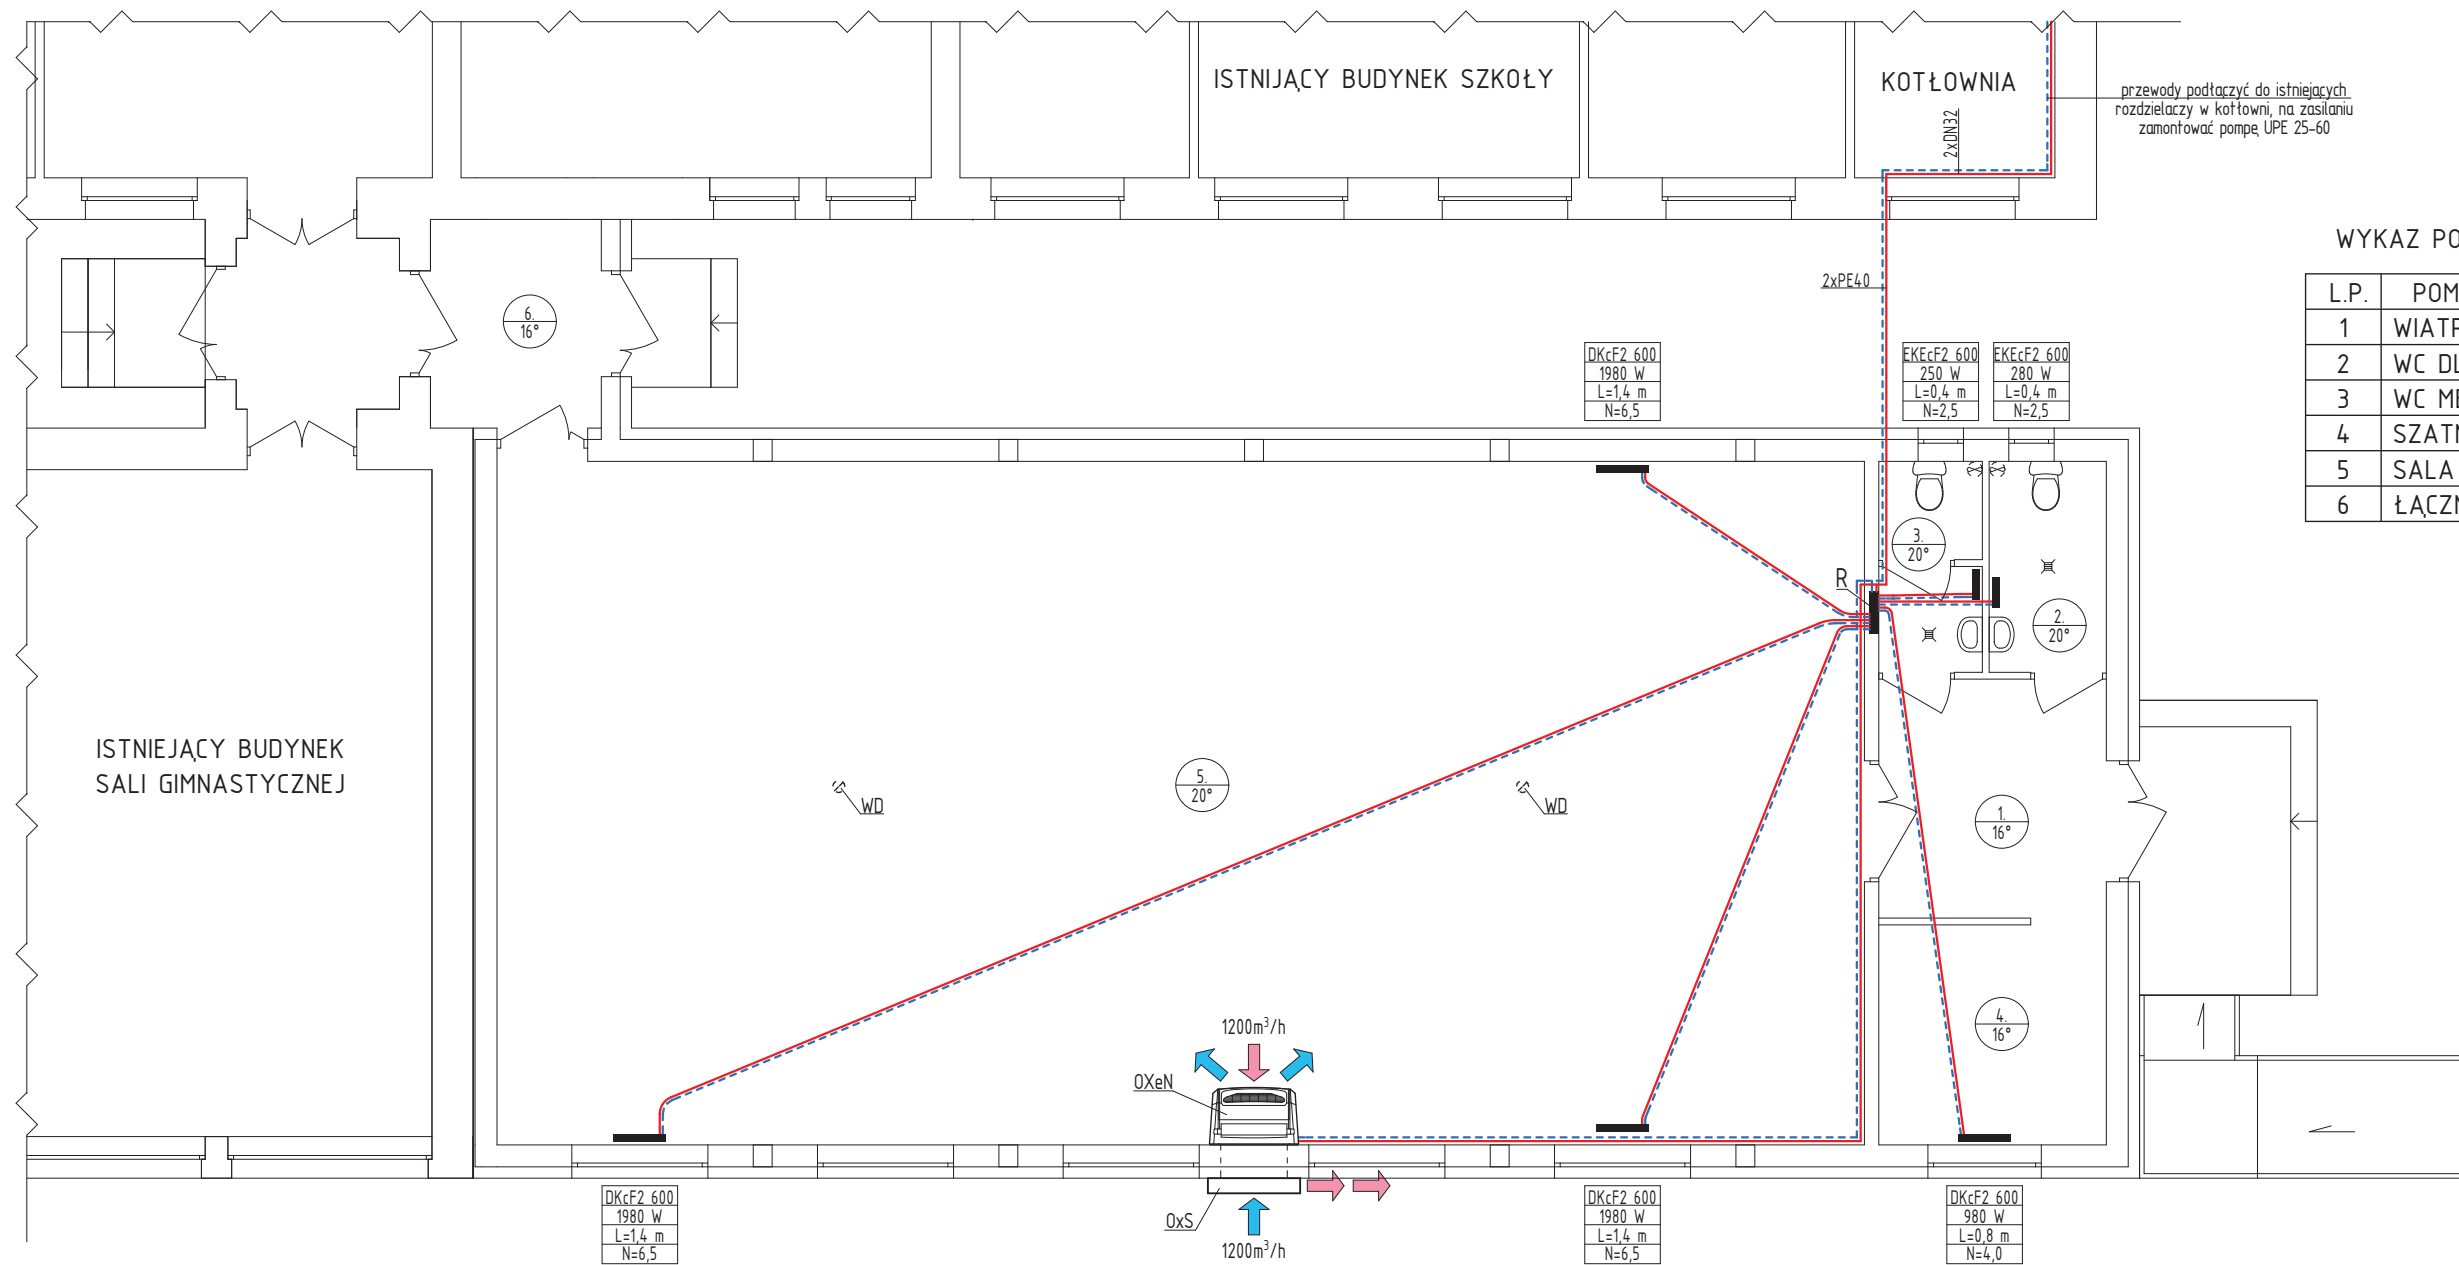 ISTNIJĄCY BUDYNEK SZKOŁY
KOTŁOWNIA
2xDN32
przewody podłączyć do istniejących
rozdzielaczy w kotłowni, na zasilaniu
zamontować pompę UPE 25-60
WYKAZ PO
L.P. POM
1 WIATR
2 WC DL
3 WC MĘ
4 SZATN
5 SALA
6 ŁĄCZN
2xPE40
6.
16°
DKcF2 600
1980 W
L=1,4 m
N=6,5
EKEcF2 600
250 W
L=0,4 m
N=2,5
EKEcF2 600
280 W
L=0,4 m
N=2,5
3.
20°
R
2.
20°
ISTNIEJĄCY BUDYNEK
SALI GIMNASTYCZNEJ
WD
5.
20°
WD
1.
16°
4.
16°
1200m³/h
OXeN
OxS
1200m³/h
DKcF2 600
1980 W
L=1,4 m
N=6,5
DKcF2 600
1980 W
L=1,4 m
N=6,5
DKcF2 600
980 W
L=0,8 m
N=4,0